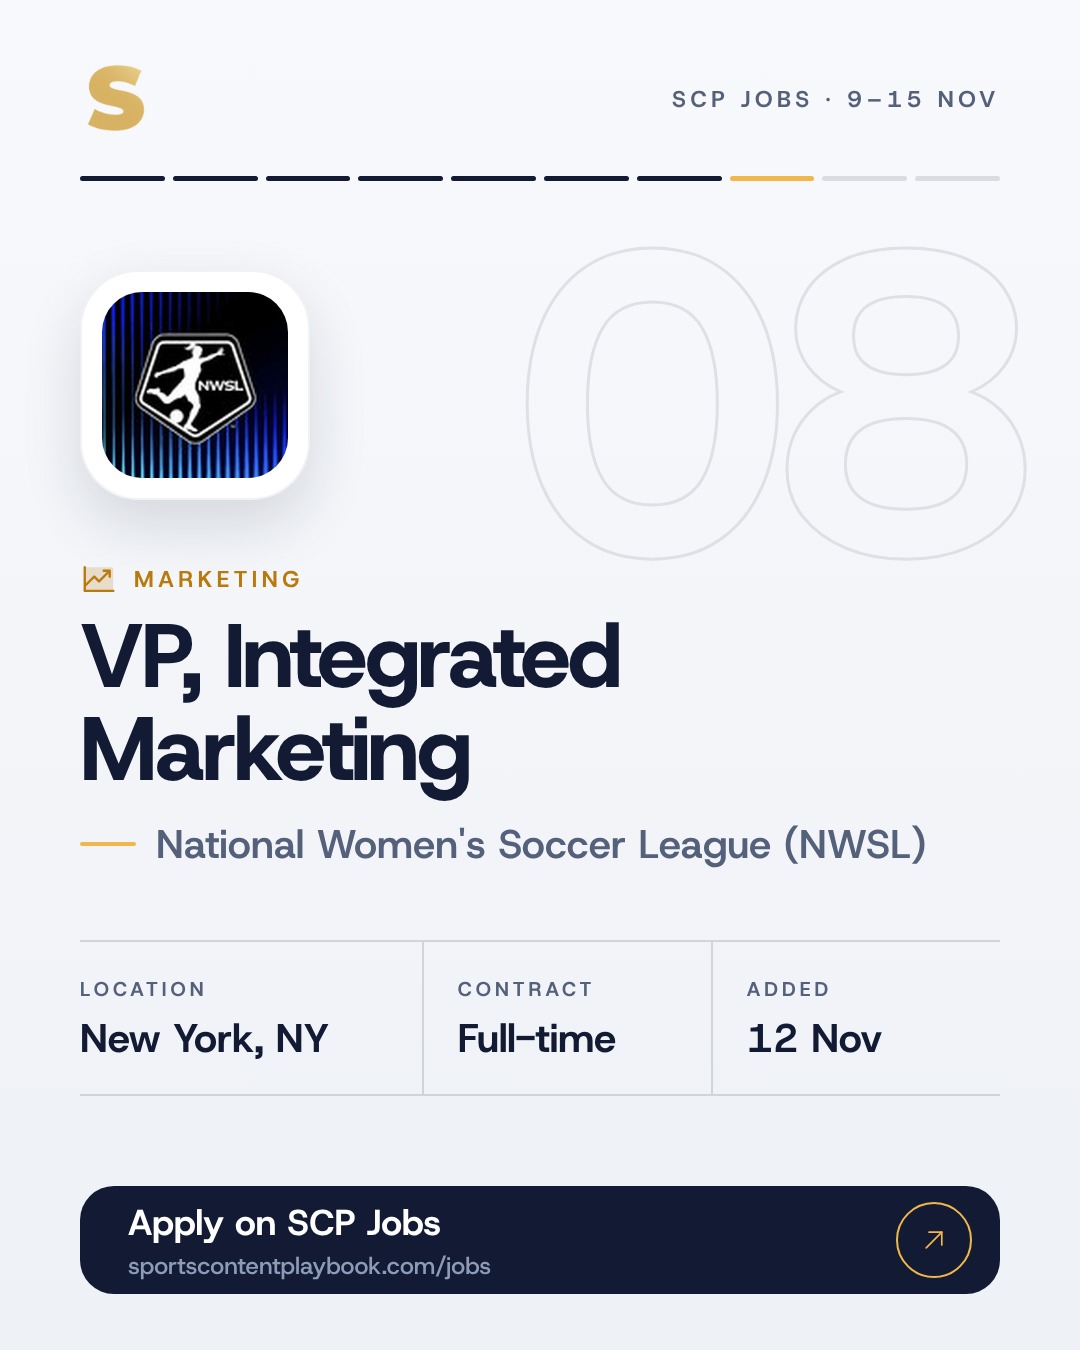 S
SCP JOBS · 9–15 NOV
08
NWSL
MARKETING
VP, Integrated
Marketing
National Women's Soccer League (NWSL)
LOCATION
New York, NY
CONTRACT
Full-time
ADDED
12 Nov
Apply on SCP Jobs
sportscontentplaybook.com/jobs